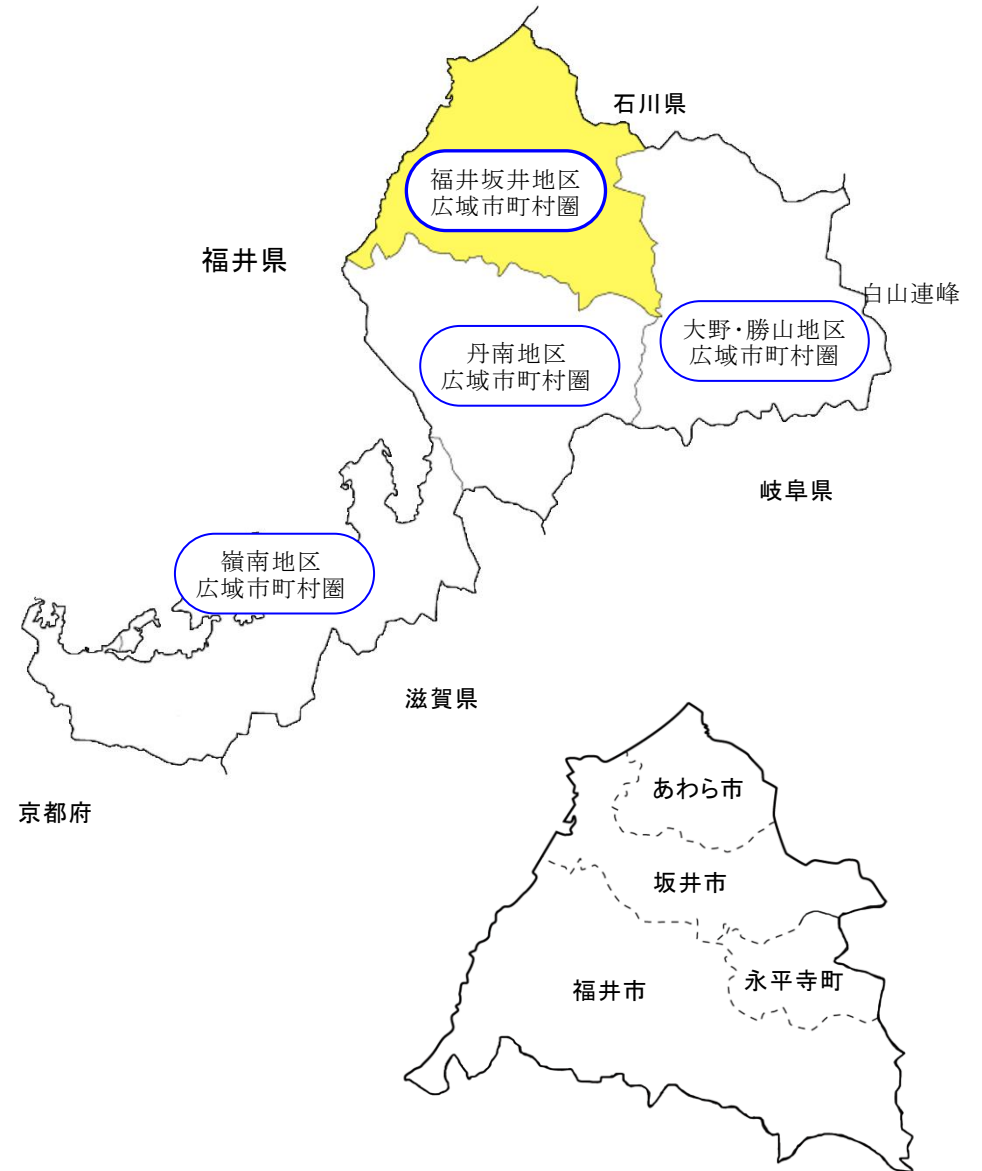 石川県
福井坂井地区
広域市町村圏
福井県
白山連峰
大野・勝山地区
広域市町村圏
丹南地区
広域市町村圏
岐阜県
嶺南地区
広域市町村圏
滋賀県
京都府
あわら市
坂井市
永平寺町
福井市